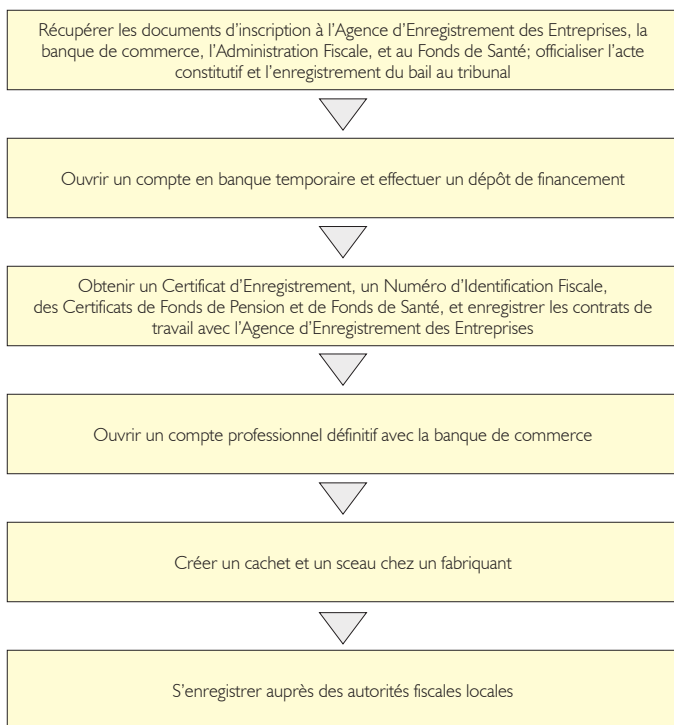 Récupérer les documents d’inscription à l’Agence d’Enregistrement des Entreprises, la
banque de commerce, l’Administration Fiscale, et au Fonds de Santé; officialiser l’acte
constitutif et l’enregistrement du bail au tribunal
Ouvrir un compte en banque temporaire et effectuer un dépôt de financement
Obtenir un Certificat d’Enregistrement, un Numéro d’Identification Fiscale,
des Certificats de Fonds de Pension et de Fonds de Santé, et enregistrer les contrats de
travail avec l’Agence d’Enregistrement des Entreprises
Ouvrir un compte professionnel définitif avec la banque de commerce
Créer un cachet et un sceau chez un fabriquant
S’enregistrer auprès des autorités fiscales locales